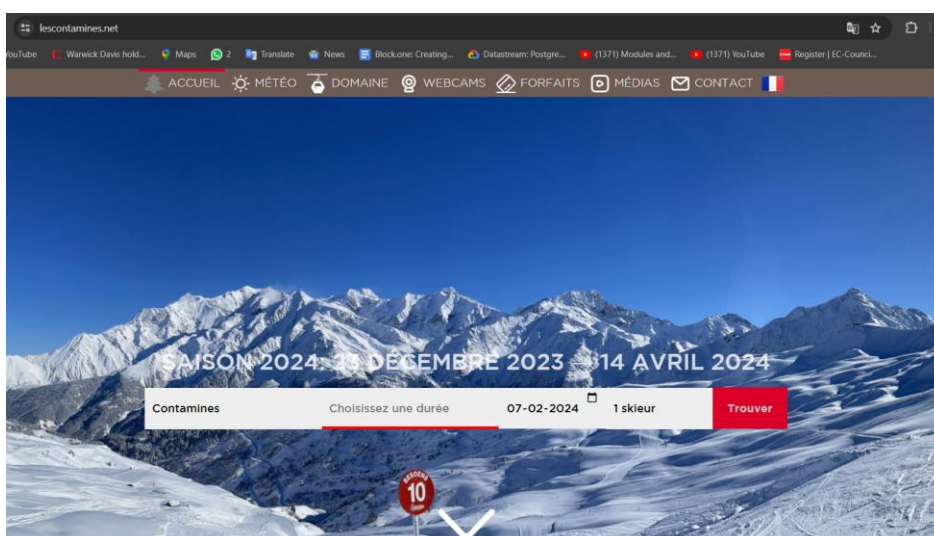 lescontamines.net
YouTube Warwick Davis hold... Maps 2 Translate News Block.one: Creating... Datastream: Postgre... (1371) Modules and... (1371) YouTube Register | EC-Counci...
ACCUEIL MÉTÉO DOMAINE WEBCAMS FORFAITS MÉDIAS CONTACT
SAISON 2024: 23 DÉCEMBRE 2023 - 14 AVRIL 2024
Contamines Choisissez une durée 07-02-2024 1 skieur Trouver
10